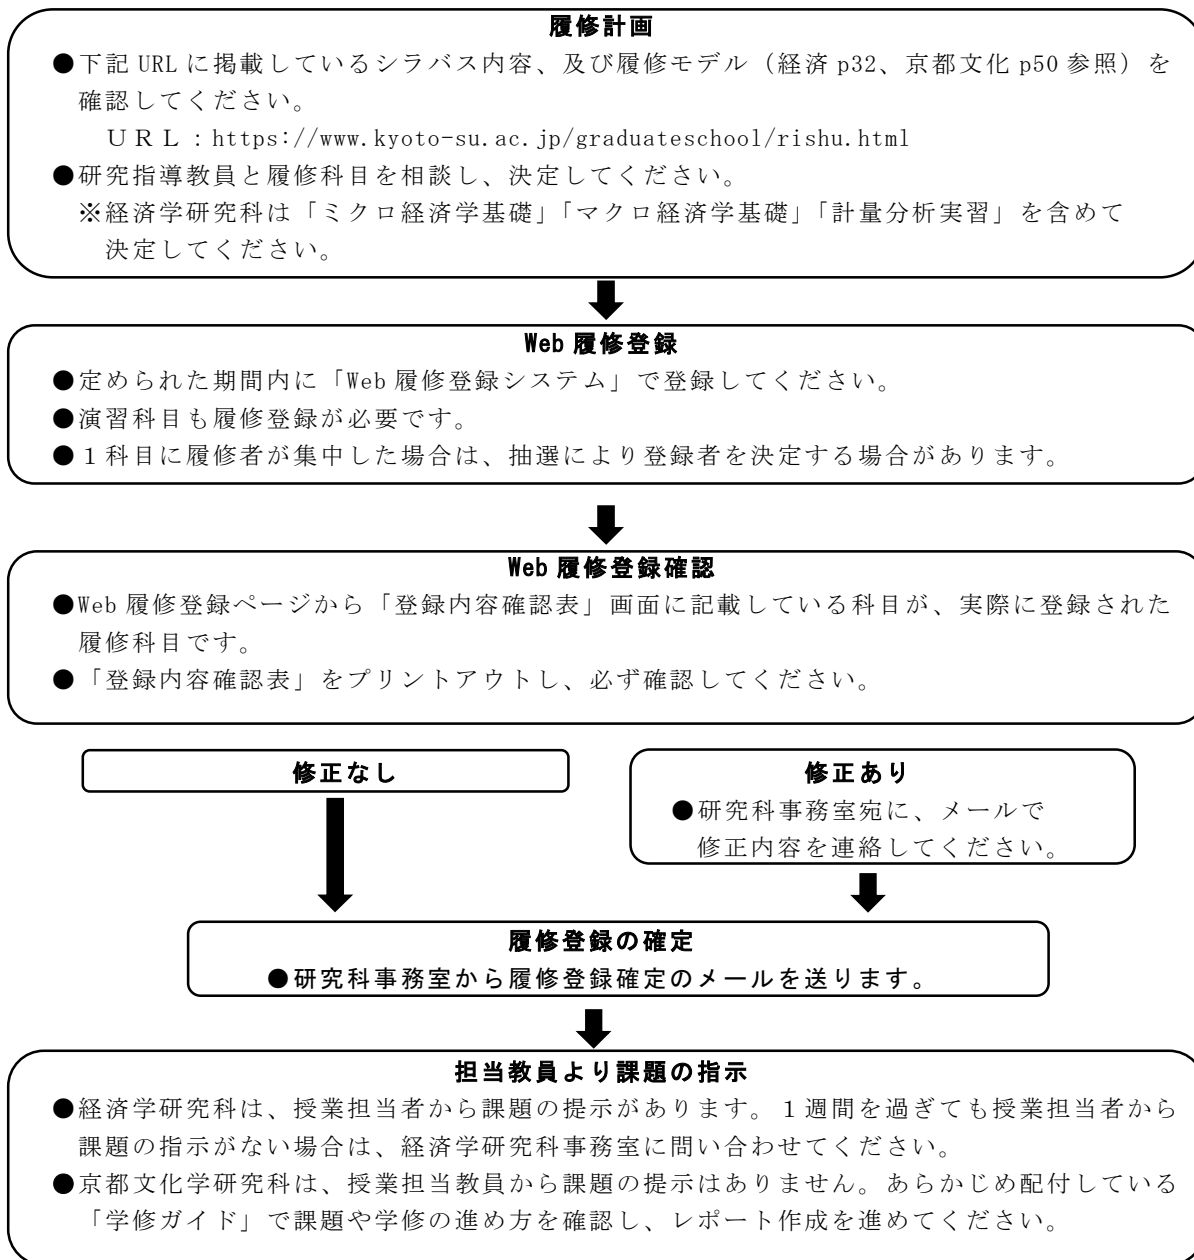 履修計画
●下記 URL に掲載しているシラバス内容、及び履修モデル（経済 p32、京都文化 p50 参照）を
確認してください。
ＵＲＬ：https://www.kyoto-su.ac.jp/graduateschool/rishu.html
●研究指導教員と履修科目を相談し、決定してください。
※経済学研究科は「ミクロ経済学基礎」「マクロ経済学基礎」「計量分析実習」を含めて
決定してください。
Web 履修登録
●定められた期間内に「Web 履修登録システム」で登録してください。
●演習科目も履修登録が必要です。
●１科目に履修者が集中した場合は、抽選により登録者を決定する場合があります。
Web 履修登録確認
●Web 履修登録ページから「登録内容確認表」画面に記載している科目が、実際に登録された
履修科目です。
●「登録内容確認表」をプリントアウトし、必ず確認してください。
修正なし
修正あり
●研究科事務室宛に、メールで
修正内容を連絡してください。
履修登録の確定
●研究科事務室から履修登録確定のメールを送ります。
担当教員より課題の指示
●経済学研究科は、授業担当者から課題の提示があります。１週間を過ぎても授業担当者から
課題の指示がない場合は、経済学研究科事務室に問い合わせてください。
●京都文化学研究科は、授業担当教員から課題の提示はありません。あらかじめ配付している
「学修ガイド」で課題や学修の進め方を確認し、レポート作成を進めてください。